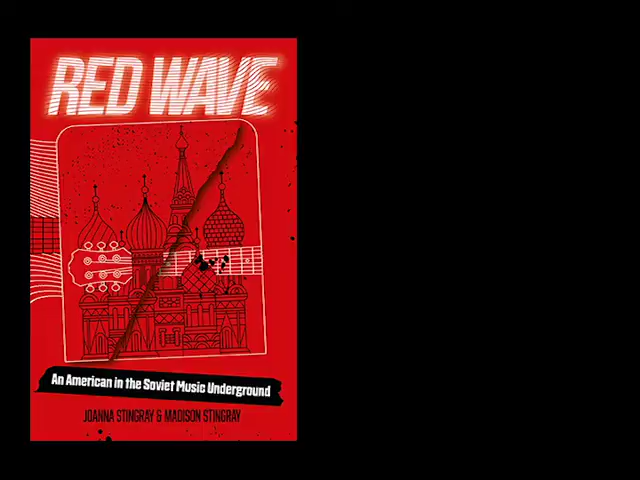 RED WAVE
An American in the Soviet Music Underground
JOANNA STINGRAY & MADISON STINGRAY